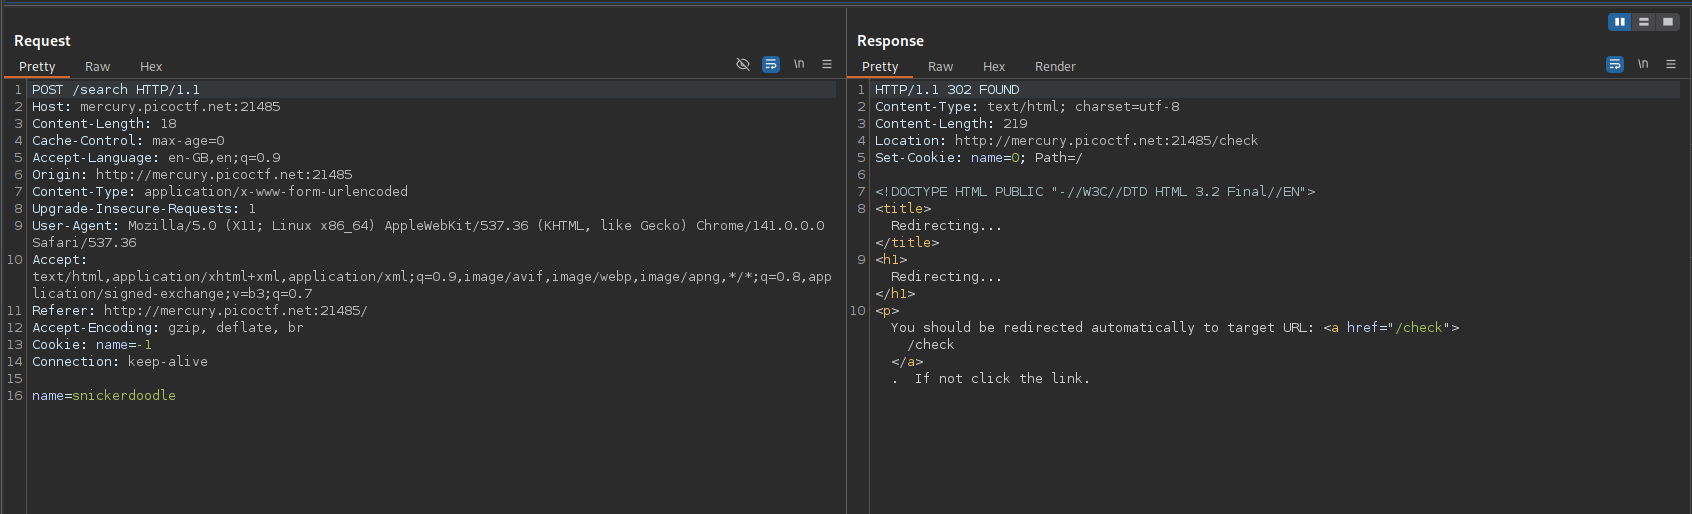 Request
Pretty Raw Hex \n
1 POST /search HTTP/1.1
2 Host: mercury.picoctf.net:21485
3 Content-Length: 18
4 Cache-Control: max-age=0
5 Accept-Language: en-GB,en;q=0.9
6 Origin: http://mercury.picoctf.net:21485
7 Content-Type: application/x-www-form-urlencoded
8 Upgrade-Insecure-Requests: 1
9 User-Agent: Mozilla/5.0 (X11; Linux x86_64) AppleWebKit/537.36 (KHTML, like Gecko) Chrome/141.0.0.0
Safari/537.36
10 Accept:
text/html,application/xhtml+xml,application/xml;q=0.9,image/avif,image/webp,image/apng,*/*;q=0.8,app
lication/signed-exchange;v=b3;q=0.7
11 Referer: http://mercury.picoctf.net:21485/
12 Accept-Encoding: gzip, deflate, br
13 Cookie: name=-1
14 Connection: keep-alive
15
16 name=snickerdoodle
Response
Pretty Raw Hex Render \n
1 HTTP/1.1 302 FOUND
2 Content-Type: text/html; charset=utf-8
3 Content-Length: 219
4 Location: http://mercury.picoctf.net:21485/check
5 Set-Cookie: name=0; Path=/
6
7 <!DOCTYPE HTML PUBLIC "-//W3C//DTD HTML 3.2 Final//EN">
8 <title>
Redirecting...
</title>
9 <h1>
Redirecting...
</h1>
10 <p>
You should be redirected automatically to target URL: <a href="/check">
/check
</a>
. If not click the link.